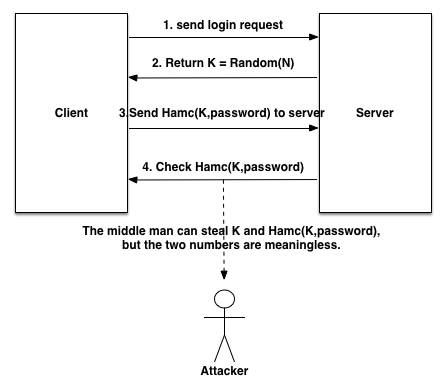 1. send login request
2. Return K = Random(N)
Client
3.Send Hamc(K,password) to server
Server
4. Check Hamc(K,password)
The middle man can steal K and Hamc(K,password),
but the two numbers are meaningless.
Attacker